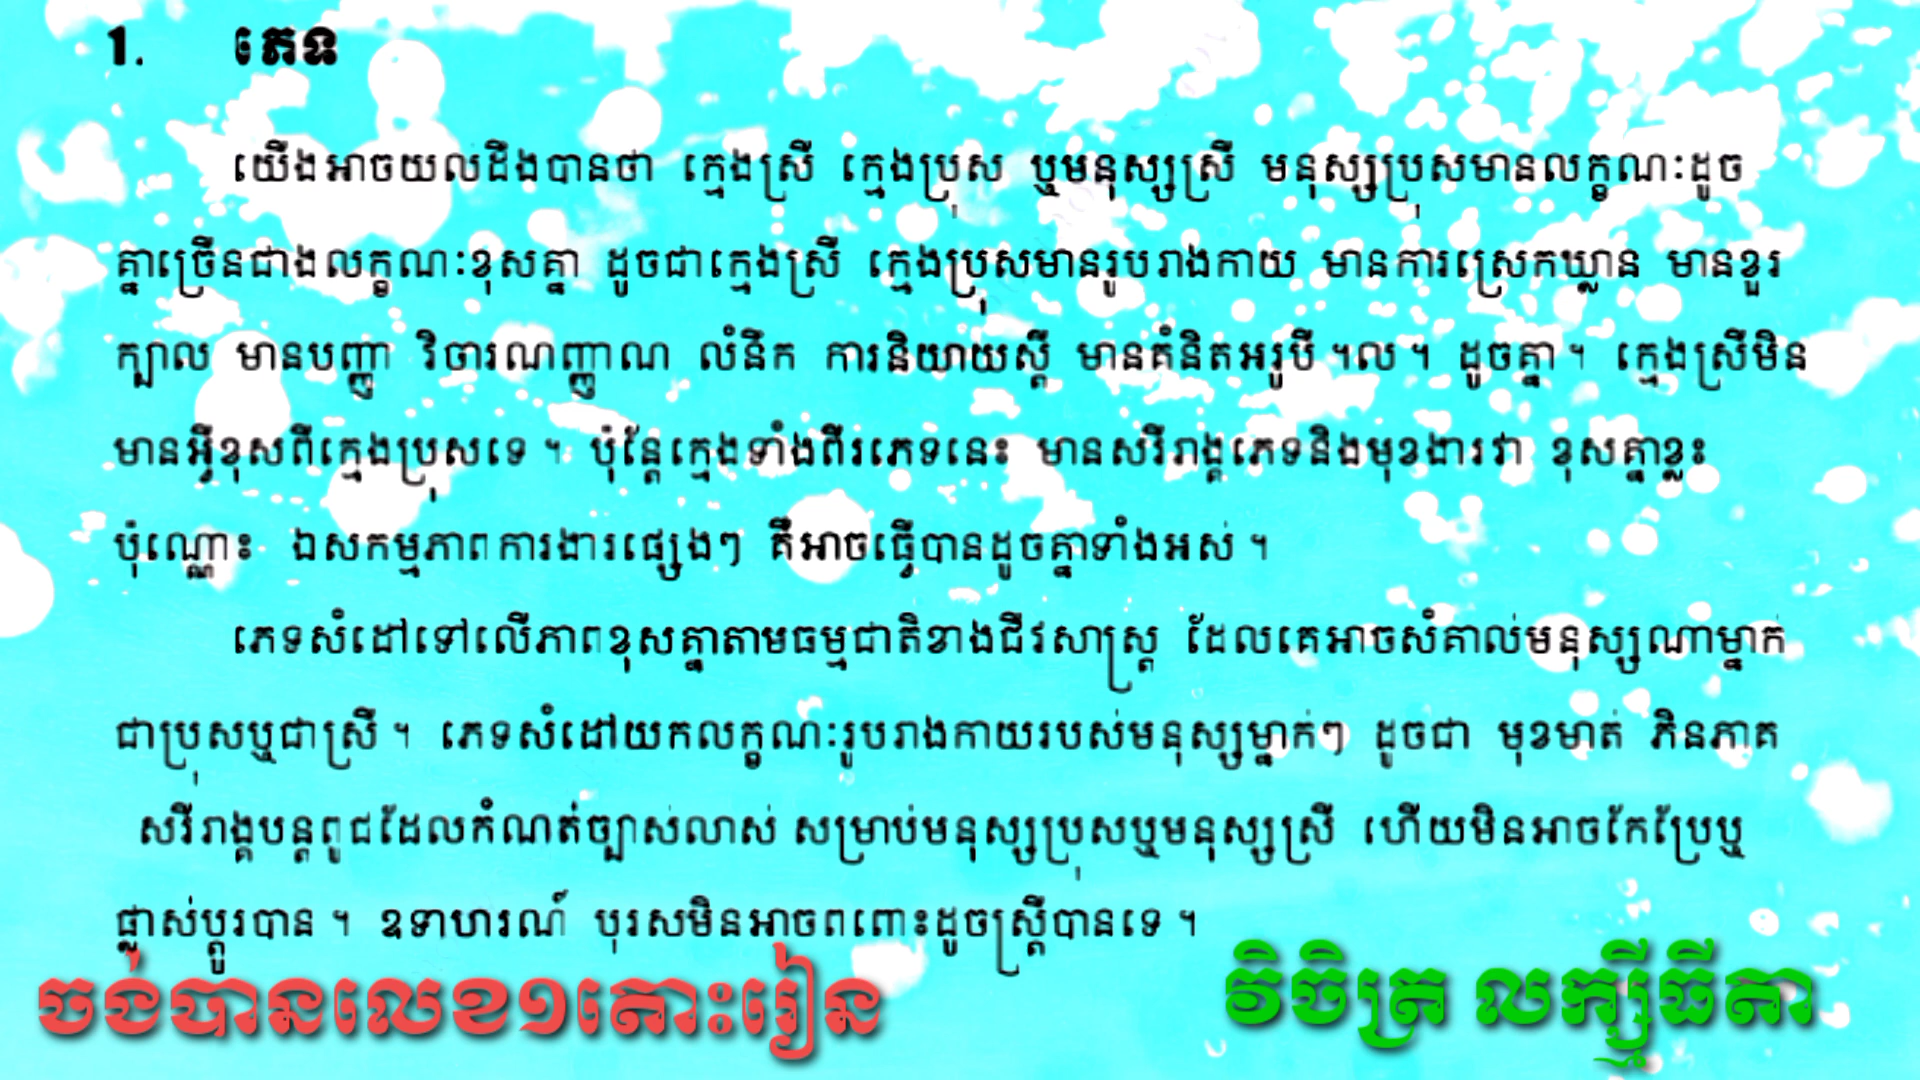 1. ភេទ
យើងអាចយល់ដឹងបានថា ក្មេងស្រី ក្មេងប្រុស ឬមនុស្សស្រី មនុស្សប្រុសមានលក្ខណៈដូច
គ្នាច្រើនជាងលក្ខណៈខុសគ្នា ដូចជាក្មេងស្រី ក្មេងប្រុសមានរូបរាងកាយ មានការស្រេកឃ្លាន មានខួរ
ក្បាល មានបញ្ញា វិចារណញ្ញាណ លំនឹក ការនិយាយស្តី មានគំនិតអរូបី ។ល។ ដូចគ្នា។ ក្មេងស្រីមិន
មានអ្វីខុសពីក្មេងប្រុសទេ។ ប៉ុន្តែក្មេងទាំងពីរភេទនេះ មានសរីរាង្គភេទនិងមុខងារវា ខុសគ្នាខ្លះ
ប៉ុណ្ណោះ ឯសកម្មភាពការងារផ្សេងៗ គឺអាចធ្វើបានដូចគ្នាទាំងអស់។
ភេទសំដៅទៅលើភាពខុសគ្នាតាមធម្មជាតិខាងជីវសាស្ត្រ ដែលគេអាចសំគាល់មនុស្សណាម្នាក់
ជាប្រុសឬជាស្រី។ ភេទសំដៅយកលក្ខណៈរូបរាងកាយរបស់មនុស្សម្នាក់ៗ ដូចជា មុខមាត់ ភិនភាគ
សរីរាង្គបន្តពូជដែលកំណត់ច្បាស់លាស់ សម្រាប់មនុស្សប្រុសឬមនុស្សស្រី ហើយមិនអាចកែប្រែឬ
ផ្លាស់ប្តូរបាន។ ឧទាហរណ៍ បុរសមិនអាចពពោះដូចស្ត្រីបានទេ។
ចង់បានលេខ១តោះរៀន
វិចិត្រ លក្ស្មីធីតា